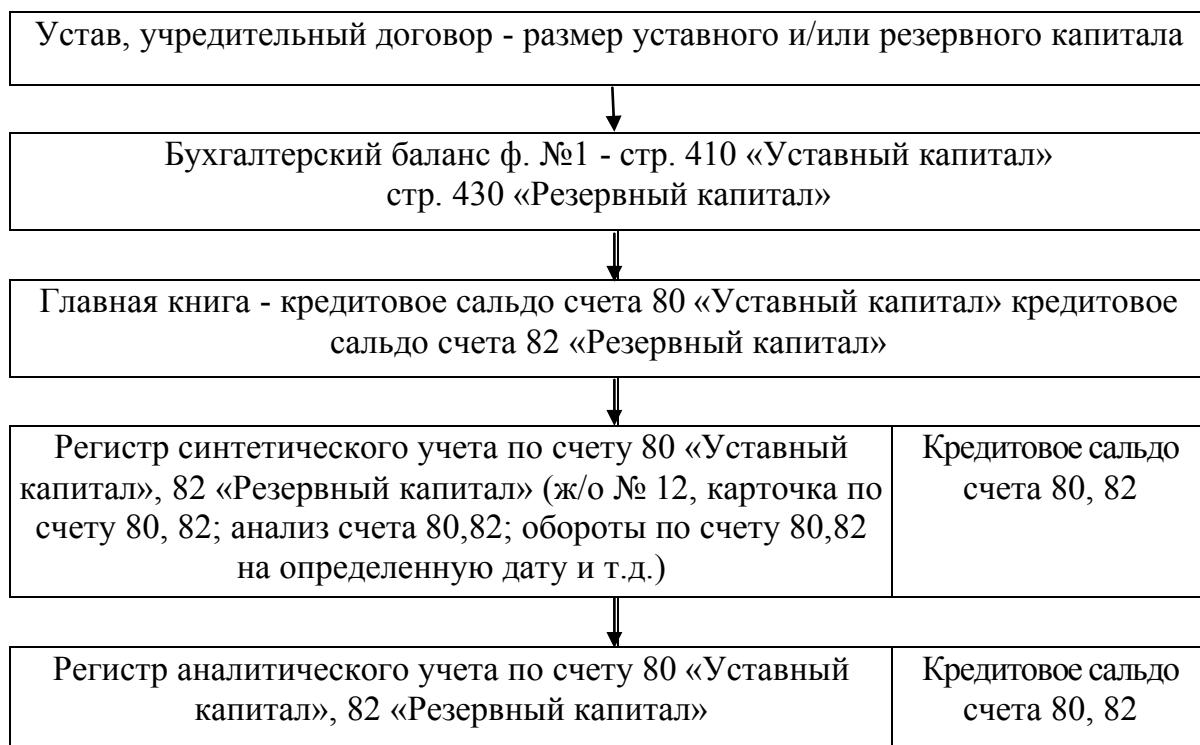 Устав, учредительный договор - размер уставного и/или резервного капитала
Бухгалтерский баланс ф. №1 - стр. 410 «Уставный капитал»
стр. 430 «Резервный капитал»
Главная книга - кредитовое сальдо счета 80 «Уставный капитал» кредитовое
сальдо счета 82 «Резервный капитал»
Регистр синтетического учета по счету 80 «Уставный
капитал», 82 «Резервный капитал» (ж/о № 12, карточка по
счету 80, 82; анализ счета 80,82; обороты по счету 80,82
на определенную дату и т.д.)
Кредитовое сальдо
счета 80, 82
Регистр аналитического учета по счету 80 «Уставный
капитал», 82 «Резервный капитал»
Кредитовое сальдо
счета 80, 82